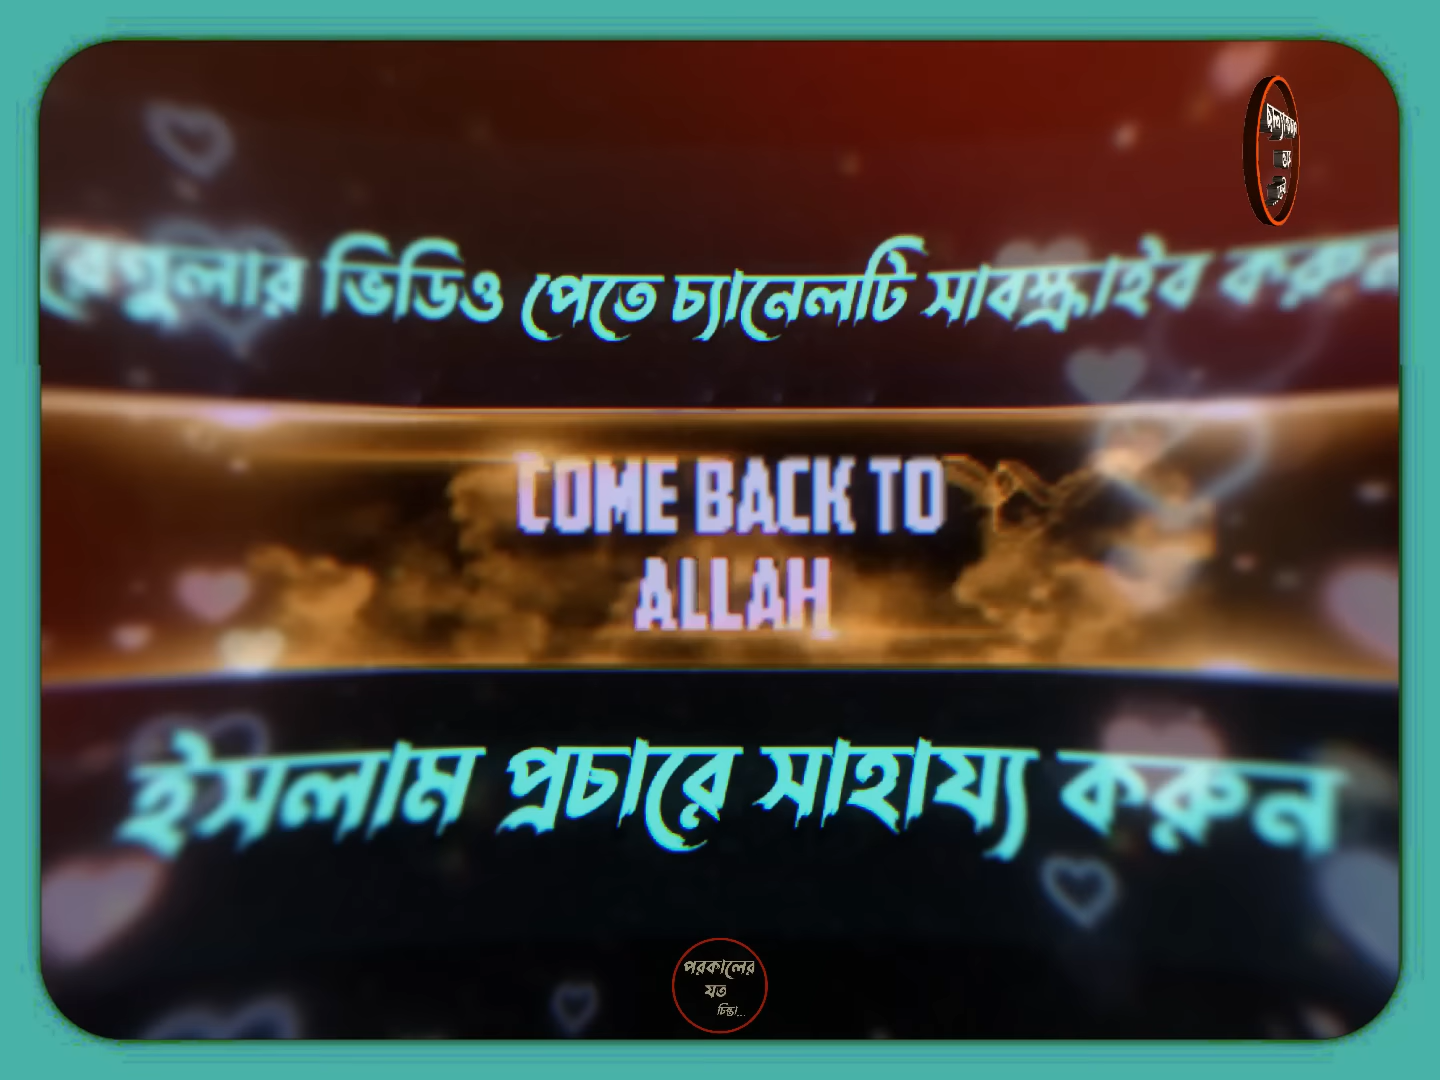 রেগুলার ভিডিও পেতে চ্যানেলটি সাবস্ক্রাইব করুন
COME BACK TO
ALLAH
ইসলাম প্রচারে সাহায্য করুন
পরকালের
যত
চিন্তা...